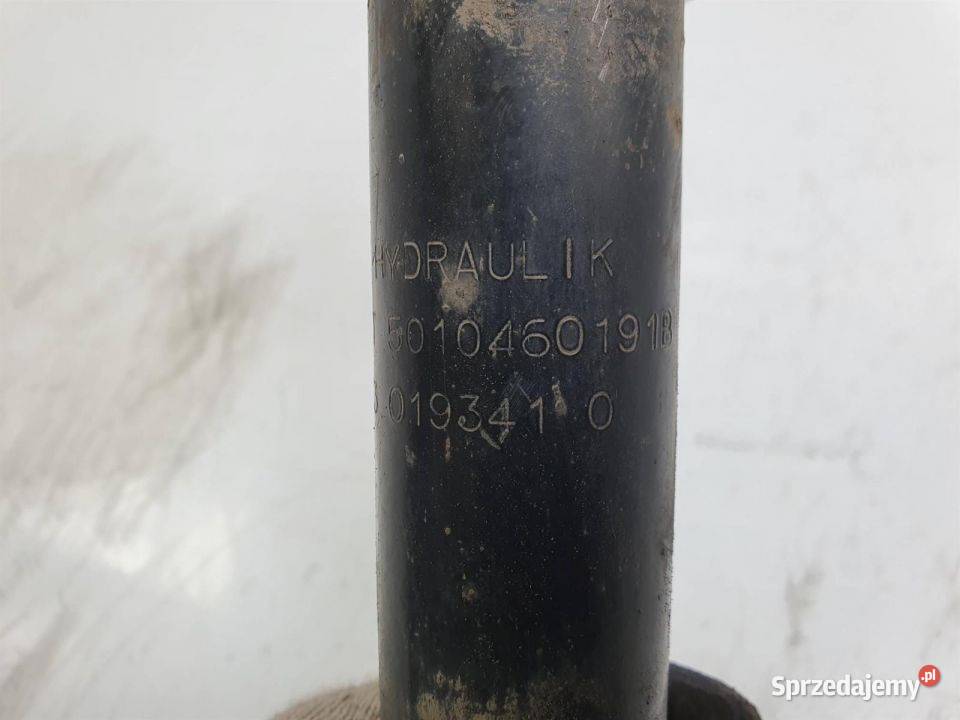 HYDRAULIK
5010460191B
019341 0
Sprzedajemy.pl